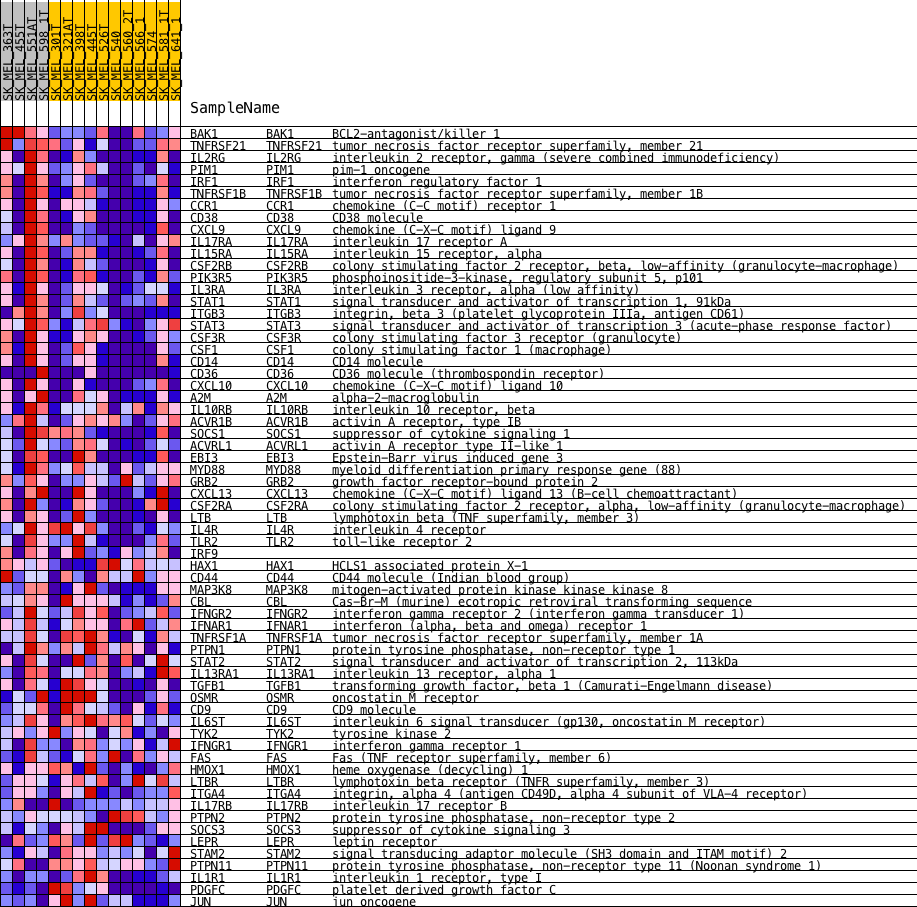 SK_MEL_363T
SK_MEL_455T
SK_MEL_551AT
SK_MEL_598_1T
SK_MEL_301T
SK_MEL_321AT
SK_MEL_398T
SK_MEL_445T
SK_MEL_526T
SK_MEL_540
SK_MEL_560_2T
SK_MEL_566_1
SK_MEL_574
SK_MEL_581_1T
SK_MEL_641_1
SampleName
BAK1 BAK1 BCL2-antagonist/killer 1
TNFRSF21 TNFRSF21 tumor necrosis factor receptor superfamily, member 21
IL2RG IL2RG interleukin 2 receptor, gamma (severe combined immunodeficiency)
PIM1 PIM1 pim-1 oncogene
IRF1 IRF1 interferon regulatory factor 1
TNFRSF1B TNFRSF1B tumor necrosis factor receptor superfamily, member 1B
CCR1 CCR1 chemokine (C-C motif) receptor 1
CD38 CD38 CD38 molecule
CXCL9 CXCL9 chemokine (C-X-C motif) ligand 9
IL17RA IL17RA interleukin 17 receptor A
IL15RA IL15RA interleukin 15 receptor, alpha
CSF2RB CSF2RB colony stimulating factor 2 receptor, beta, low-affinity (granulocyte-macrophage)
PIK3R5 PIK3R5 phosphoinositide-3-kinase, regulatory subunit 5, p101
IL3RA IL3RA interleukin 3 receptor, alpha (low affinity)
STAT1 STAT1 signal transducer and activator of transcription 1, 91kDa
ITGB3 ITGB3 integrin, beta 3 (platelet glycoprotein IIIa, antigen CD61)
STAT3 STAT3 signal transducer and activator of transcription 3 (acute-phase response factor)
CSF3R CSF3R colony stimulating factor 3 receptor (granulocyte)
CSF1 CSF1 colony stimulating factor 1 (macrophage)
CD14 CD14 CD14 molecule
CD36 CD36 CD36 molecule (thrombospondin receptor)
CXCL10 CXCL10 chemokine (C-X-C motif) ligand 10
A2M A2M alpha-2-macroglobulin
IL10RB IL10RB interleukin 10 receptor, beta
ACVR1B ACVR1B activin A receptor, type IB
SOCS1 SOCS1 suppressor of cytokine signaling 1
ACVRL1 ACVRL1 activin A receptor type II-like 1
EBI3 EBI3 Epstein-Barr virus induced gene 3
MYD88 MYD88 myeloid differentiation primary response gene (88)
GRB2 GRB2 growth factor receptor-bound protein 2
CXCL13 CXCL13 chemokine (C-X-C motif) ligand 13 (B-cell chemoattractant)
CSF2RA CSF2RA colony stimulating factor 2 receptor, alpha, low-affinity (granulocyte-macrophage)
LTB LTB lymphotoxin beta (TNF superfamily, member 3)
IL4R IL4R interleukin 4 receptor
TLR2 TLR2 toll-like receptor 2
IRF9
HAX1 HAX1 HCLS1 associated protein X-1
CD44 CD44 CD44 molecule (Indian blood group)
MAP3K8 MAP3K8 mitogen-activated protein kinase kinase kinase 8
CBL CBL Cas-Br-M (murine) ecotropic retroviral transforming sequence
IFNGR2 IFNGR2 interferon gamma receptor 2 (interferon gamma transducer 1)
IFNAR1 IFNAR1 interferon (alpha, beta and omega) receptor 1
TNFRSF1A TNFRSF1A tumor necrosis factor receptor superfamily, member 1A
PTPN1 PTPN1 protein tyrosine phosphatase, non-receptor type 1
STAT2 STAT2 signal transducer and activator of transcription 2, 113kDa
IL13RA1 IL13RA1 interleukin 13 receptor, alpha 1
TGFB1 TGFB1 transforming growth factor, beta 1 (Camurati-Engelmann disease)
OSMR OSMR oncostatin M receptor
CD9 CD9 CD9 molecule
IL6ST IL6ST interleukin 6 signal transducer (gp130, oncostatin M receptor)
TYK2 TYK2 tyrosine kinase 2
IFNGR1 IFNGR1 interferon gamma receptor 1
FAS FAS Fas (TNF receptor superfamily, member 6)
HMOX1 HMOX1 heme oxygenase (decycling) 1
LTBR LTBR lymphotoxin beta receptor (TNFR superfamily, member 3)
ITGA4 ITGA4 integrin, alpha 4 (antigen CD49D, alpha 4 subunit of VLA-4 receptor)
IL17RB IL17RB interleukin 17 receptor B
PTPN2 PTPN2 protein tyrosine phosphatase, non-receptor type 2
SOCS3 SOCS3 suppressor of cytokine signaling 3
LEPR LEPR leptin receptor
STAM2 STAM2 signal transducing adaptor molecule (SH3 domain and ITAM motif) 2
PTPN11 PTPN11 protein tyrosine phosphatase, non-receptor type 11 (Noonan syndrome 1)
IL1R1 IL1R1 interleukin 1 receptor, type I
PDGFC PDGFC platelet derived growth factor C
JUN JUN jun oncogene